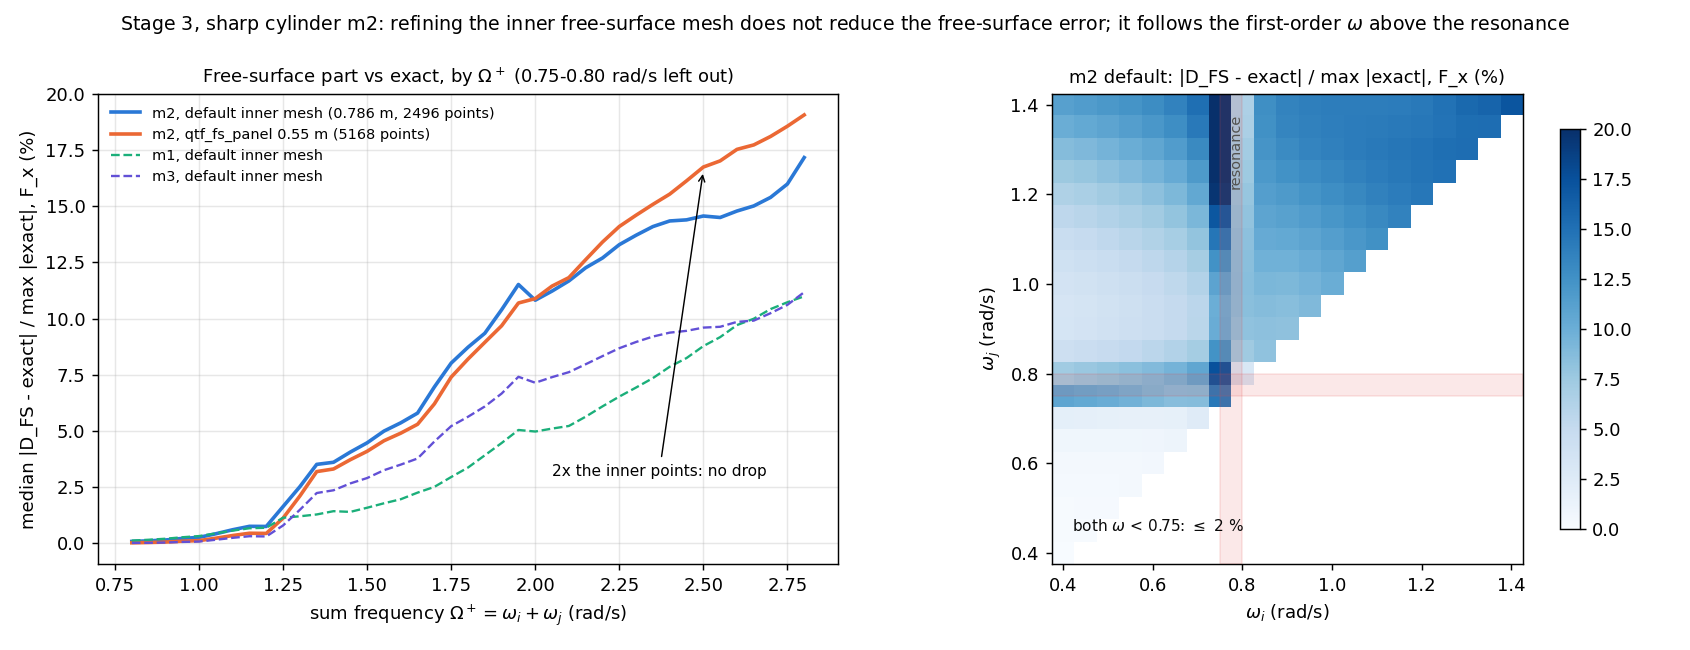 Stage 3, sharp cylinder m2: refining the inner free-surface mesh does not reduce the free-surface error; it follows the first-order ω above the resonance
Free-surface part vs exact, by Ω⁺ (0.75-0.80 rad/s left out)
median |D_FS - exact| / max |exact|, F_x (%)
20.0
17.5
15.0
12.5
10.0
7.5
5.0
2.5
0.0
m2, default inner mesh (0.786 m, 2496 points)
m2, qtf_fs_panel 0.55 m (5168 points)
m1, default inner mesh
m3, default inner mesh
2x the inner points: no drop
0.75 1.00 1.25 1.50 1.75 2.00 2.25 2.50 2.75
sum frequency Ω⁺ = ωᵢ + ωⱼ (rad/s)
m2 default: |D_FS - exact| / max |exact|, F_x (%)
ωⱼ (rad/s)
1.4
1.2
1.0
0.8
0.6
0.4
resonance
both ω < 0.75: ≤ 2 %
0.4 0.6 0.8 1.0 1.2 1.4
ωᵢ (rad/s)
20.0
17.5
15.0
12.5
10.0
7.5
5.0
2.5
0.0